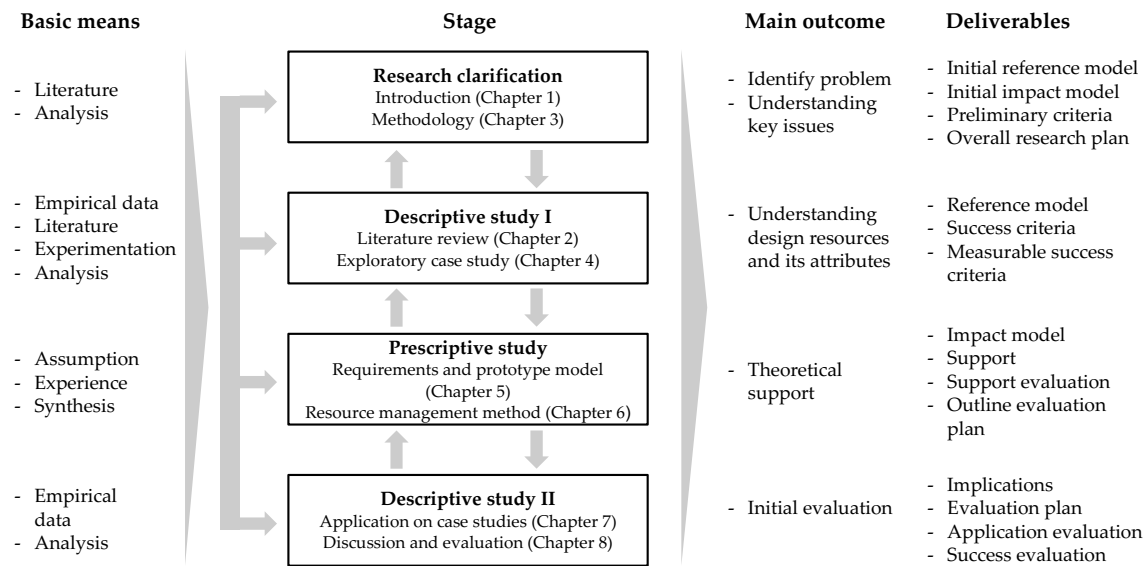 Basic means
Stage
Main outcome
Deliverables
- Literature
- Analysis
Research clarification
Introduction (Chapter 1)
Methodology (Chapter 3)
- Identify problem
- Understanding
key issues
- Initial reference model
- Initial impact model
- Preliminary criteria
- Overall research plan
- Empirical data
- Literature
- Experimentation
- Analysis
Descriptive study I
Literature review (Chapter 2)
Exploratory case study (Chapter 4)
- Understanding
design resources
and its attributes
- Reference model
- Success criteria
- Measurable success
criteria
- Assumption
- Experience
- Synthesis
Prescriptive study
Requirements and prototype model
(Chapter 5)
Resource management method (Chapter 6)
- Theoretical
support
- Impact model
- Support
- Support evaluation
- Outline evaluation
plan
- Empirical
data
- Analysis
Descriptive study II
Application on case studies (Chapter 7)
Discussion and evaluation (Chapter 8)
- Initial evaluation
- Implications
- Evaluation plan
- Application evaluation
- Success evaluation